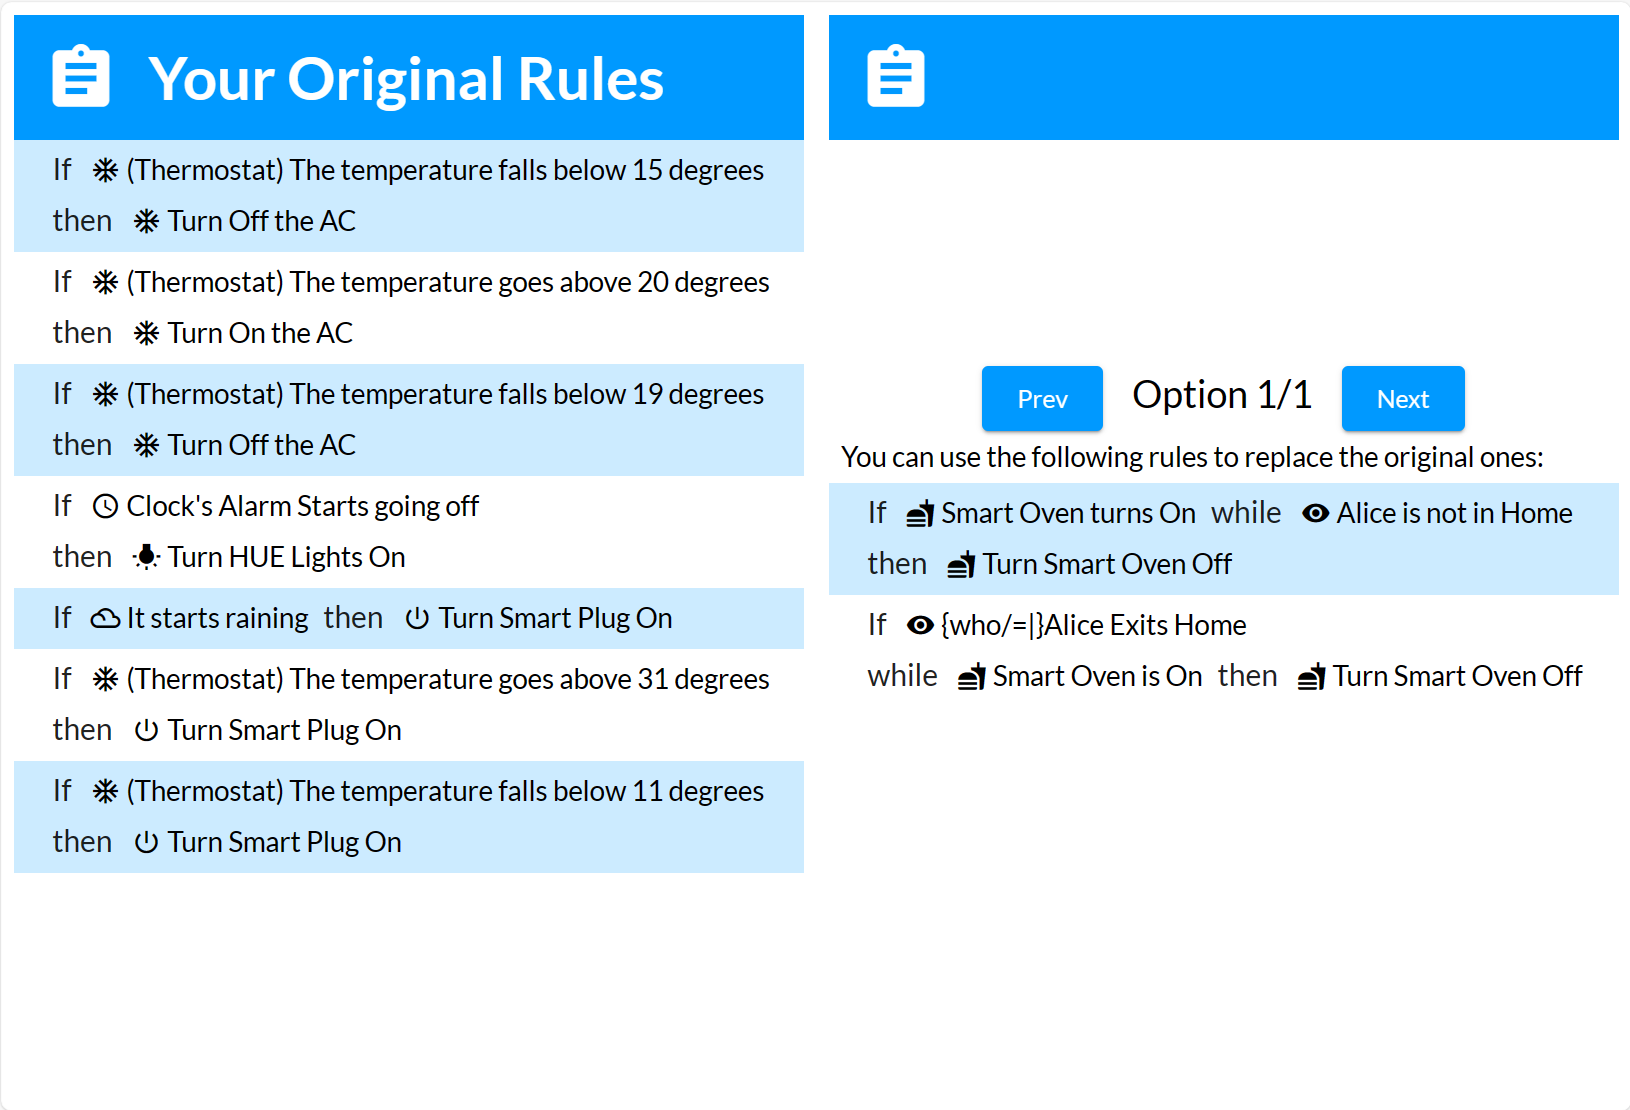 Your Original Rules
If (Thermostat) The temperature falls below 15 degrees
then Turn Off the AC
If (Thermostat) The temperature goes above 20 degrees
then Turn On the AC
If (Thermostat) The temperature falls below 19 degrees
then Turn Off the AC
If Clock's Alarm Starts going off
then Turn HUE Lights On
If It starts raining then Turn Smart Plug On
If (Thermostat) The temperature goes above 31 degrees
then Turn Smart Plug On
If (Thermostat) The temperature falls below 11 degrees
then Turn Smart Plug On
Prev Option 1/1 Next
You can use the following rules to replace the original ones:
If Smart Oven turns On while Alice is not in Home
then Turn Smart Oven Off
If {who/=|}Alice Exits Home
while Smart Oven is On then Turn Smart Oven Off